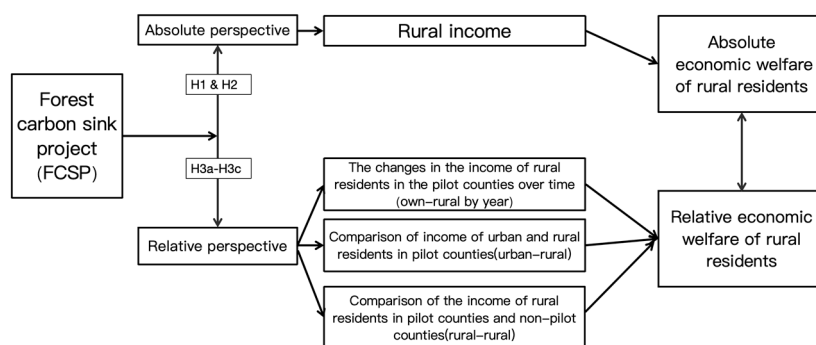 Absolute perspective
Rural income
Absolute
economic welfare
of rural residents
H1 & H2
Forest
carbon sink
project
(FCSP)
H3a-H3c
The changes in the income of rural
residents in the pilot counties over time
(own-rural by year)
Relative perspective
Comparison of income of urban and rural
residents in pilot counties(urban-rural)
Relative economic
welfare of rural
residents
Comparison of the income of rural
residents in pilot counties and non-pilot
counties(rural-rural)